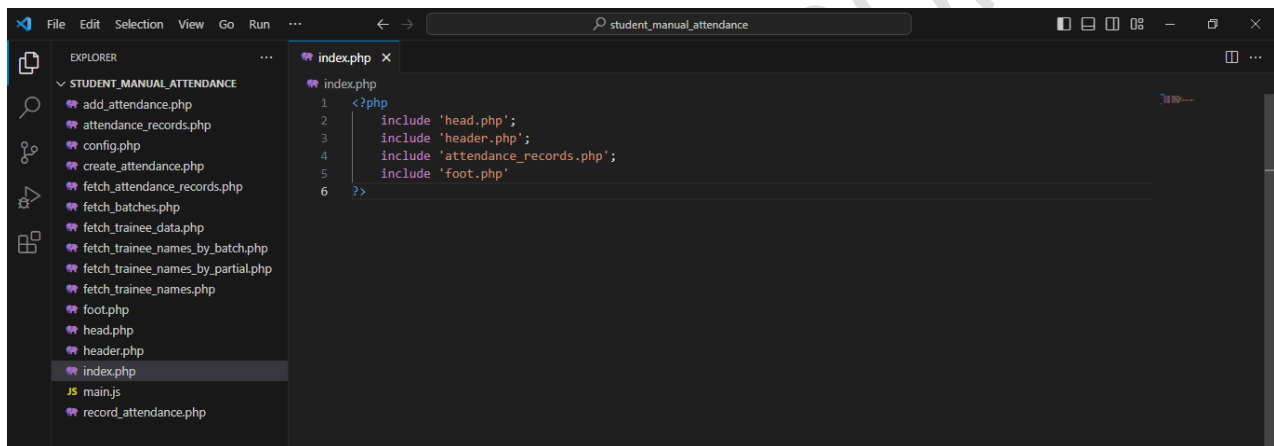 File Edit Selection View Go Run ... student_manual_attendance
EXPLORER ...
STUDENT_MANUAL_ATTENDANCE
add_attendance.php
attendance_records.php
config.php
create_attendance.php
fetch_attendance_records.php
fetch_batches.php
fetch_trainee_data.php
fetch_trainee_names_by_batch.php
fetch_trainee_names_by_partial.php
fetch_trainee_names.php
foot.php
head.php
header.php
index.php
JS main.js
record_attendance.php
index.php
index.php
1 <?php
2 include 'head.php';
3 include 'header.php';
4 include 'attendance_records.php';
5 include 'foot.php'
6 ?>